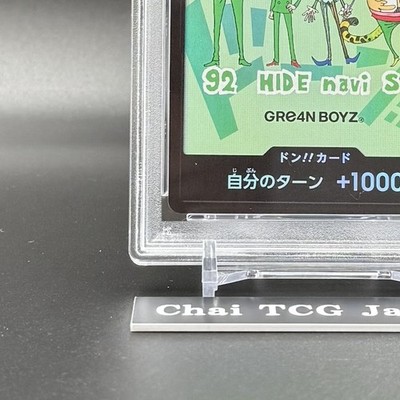 92 HIDE navi S
GRe4N BOYZ
ドン!!カード
自分のターン +1000
Chai TCG Ja